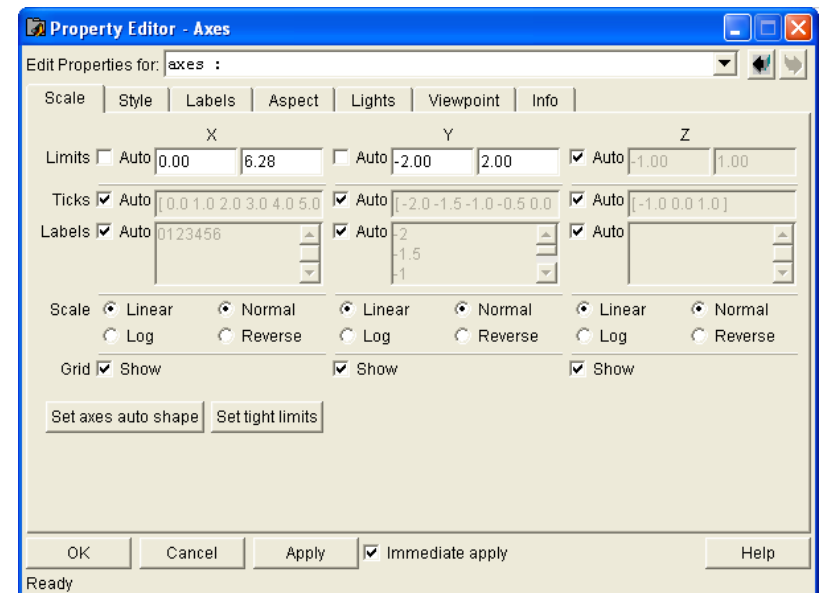 Property Editor - Axes
Edit Properties for: axes :
Scale Style Labels Aspect Lights Viewpoint Info
X Y Z
Limits Auto 0.00 6.28 Auto -2.00 2.00 Auto -1.00 1.00
Ticks Auto [ 0.0 1.0 2.0 3.0 4.0 5.0 Auto [-2.0 -1.5 -1.0 -0.5 0.0 Auto [ -1.0 0.0 1.0 ]
Labels Auto 0123456 Auto -2 Auto
-1.5
-1
Scale Linear Normal Linear Normal Linear Normal
Log Reverse Log Reverse Log Reverse
Grid Show Show Show
Set axes auto shape Set tight limits
OK Cancel Apply Immediate apply Help
Ready